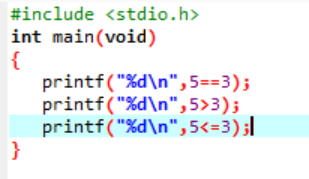 #include <stdio.h>
int main(void)
{
printf("%d\n",5==3);
printf("%d\n",5>3);
printf("%d\n",5<=3);
}